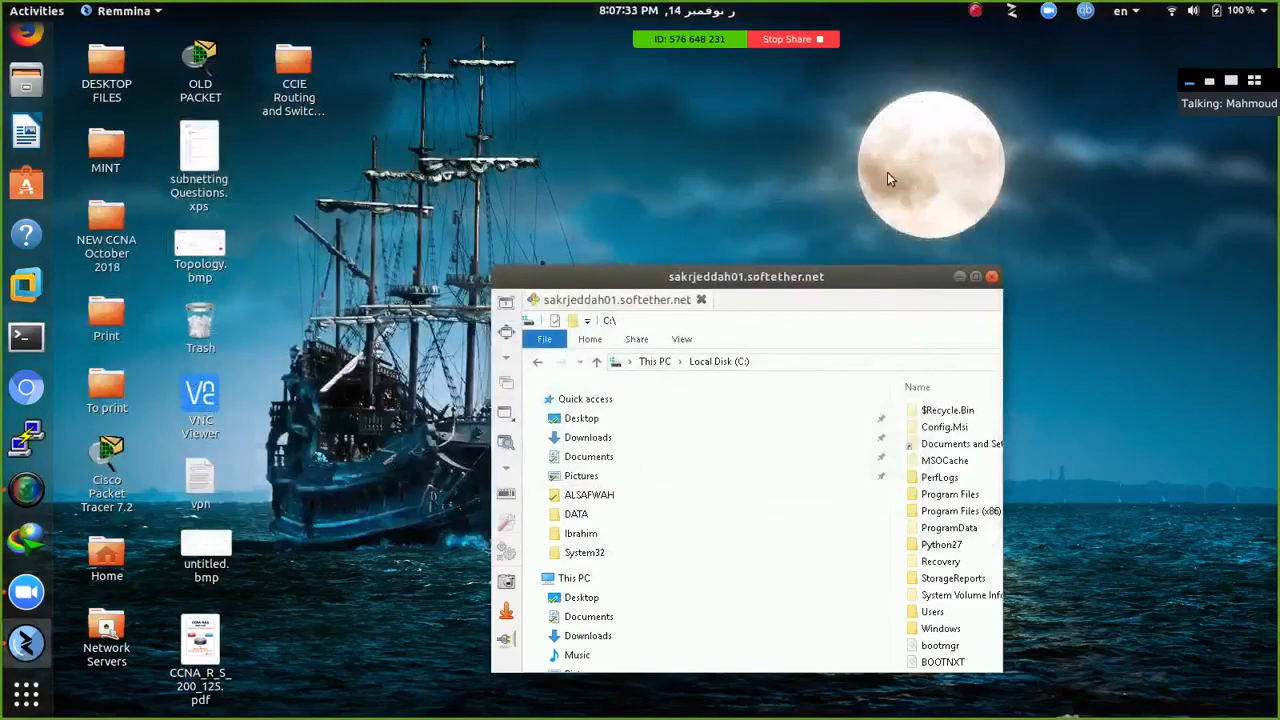 Activities
Remmina
ر نوفمبر 14, 8:07:33 PM
en
100 %
ID: 576 648 231
Stop Share
Talking: Mahmoud
DESKTOP
FILES
OLD
PACKET
CCIE
Routing
and Switc...
MINT
subnetting
Questions.
xps
NEW CCNA
October
2018
Topology.
bmp
Print
Trash
To print
VNC
Viewer
Cisco
Packet
Tracer 7.2
vpn
Home
untitled.
bmp
Network
Servers
CCNA_R_S_
200_125.
pdf
sakrjeddah01.softether.net
sakrjeddah01.softether.net
C:\
File
Home
Share
View
This PC
Local Disk (C:)
Quick access
Desktop
Downloads
Documents
Pictures
ALSAFWAH
DATA
Ibrahim
System32
This PC
Desktop
Documents
Downloads
Music
Name
$Recycle.Bin
Config.Msi
Documents and Set
MSOCache
PerfLogs
Program Files
Program Files (x86)
ProgramData
Python27
Recovery
StorageReports
System Volume Info
Users
Windows
bootmgr
BOOTNXT